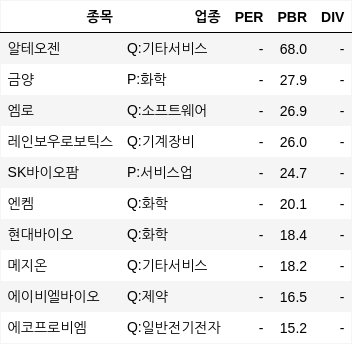 종목 업종 PER PBR DIV
알테오젠 Q:기타서비스 - 68.0 -
금양 P:화학 - 27.9 -
엠로 Q:소프트웨어 - 26.9 -
레인보우로보틱스 Q:기계장비 - 26.0 -
SK바이오팜 P:서비스업 - 24.7 -
엔켐 Q:화학 - 20.1 -
현대바이오 Q:화학 - 18.4 -
메지온 Q:기타서비스 - 18.2 -
에이비엘바이오 Q:제약 - 16.5 -
에코프로비엠 Q:일반전기전자 - 15.2 -